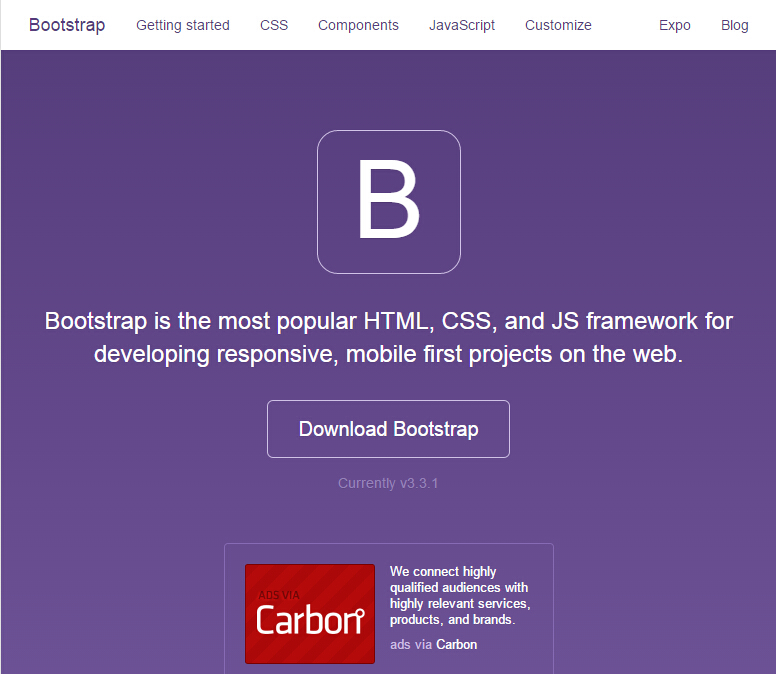 Bootstrap Getting started CSS Components JavaScript Customize Expo Blog
B
Bootstrap is the most popular HTML, CSS, and JS framework for
developing responsive, mobile first projects on the web.
Download Bootstrap
Currently v3.3.1
ADS VIA
Carbon
We connect highly
qualified audiences with
highly relevant services,
products, and brands.
ads via Carbon